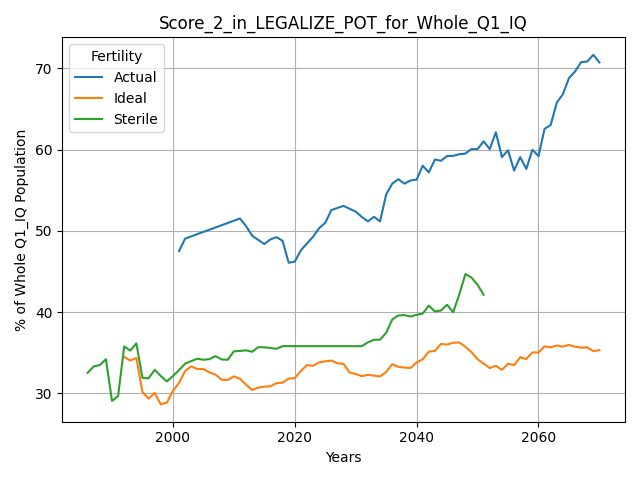 Score_2_in_LEGALIZE_POT_for_Whole_Q1_IQ
Fertility
Actual
Ideal
Sterile
% of Whole Q1_IQ Population
70
60
50
40
30
2000
2020
2040
2060
Years